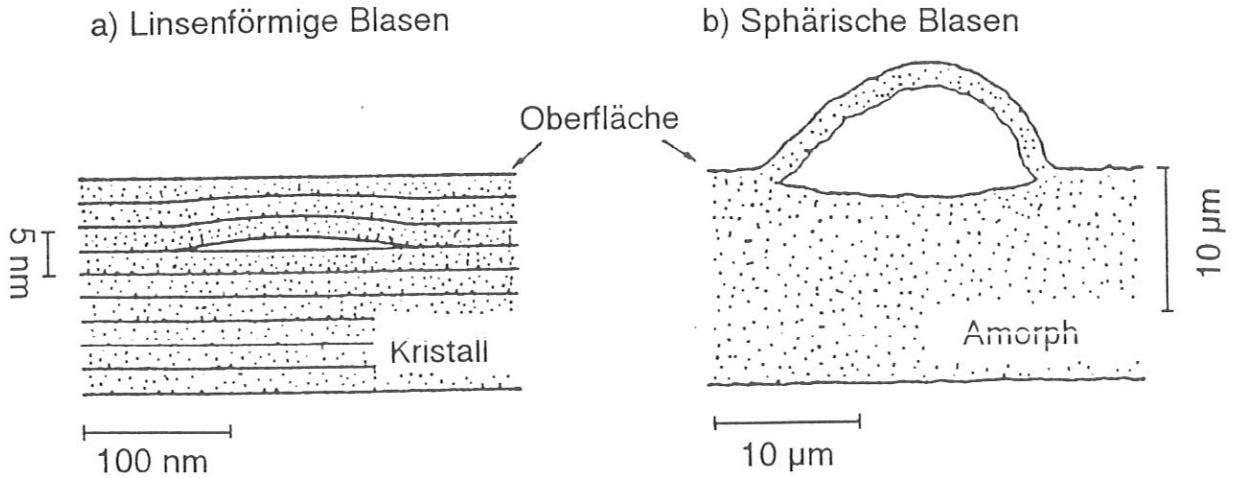 a) Linsenförmige Blasen
b) Sphärische Blasen
Oberfläche
5 nm
10 µm
Kristall
Amorph
100 nm
10 µm